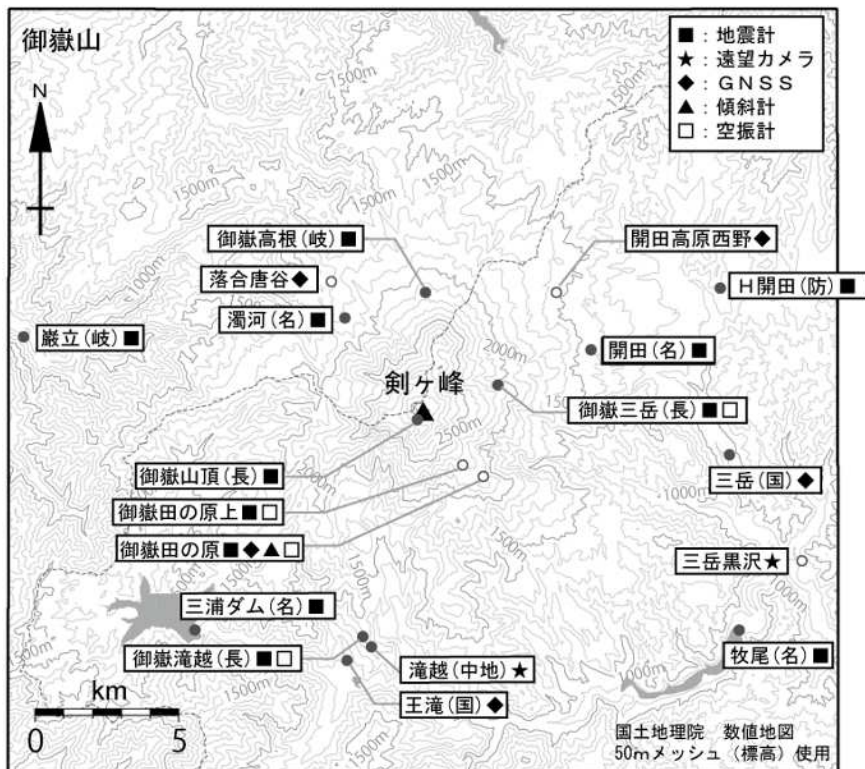 御嶽山
■：地震計
★：遠望カメラ
◆：ＧＮＳＳ
▲：傾斜計
□：空振計
N
1500m
1500m
1500m
1500m
1500m
1000m
御嶽高根(岐)■
開田高原西野◆
落合唐谷◆
H開田(防)■
濁河(名)■
巌立(岐)■
開田(名)■
2000m
剣ヶ峰
御嶽三岳(長)■□
2500m
2000m
御嶽山頂(長)■
三岳(国)◆
1000m
御嶽田の原上■□
御嶽田の原■◆▲□
三岳黒沢★
1500m
1500m
1000m
三浦ダム(名)■
御嶽滝越(長)■□
滝越(中地)★
牧尾(名)■
1500m
1000m
王滝(国)◆
km
0 5
国土地理院 数値地図
50mメッシュ（標高）使用